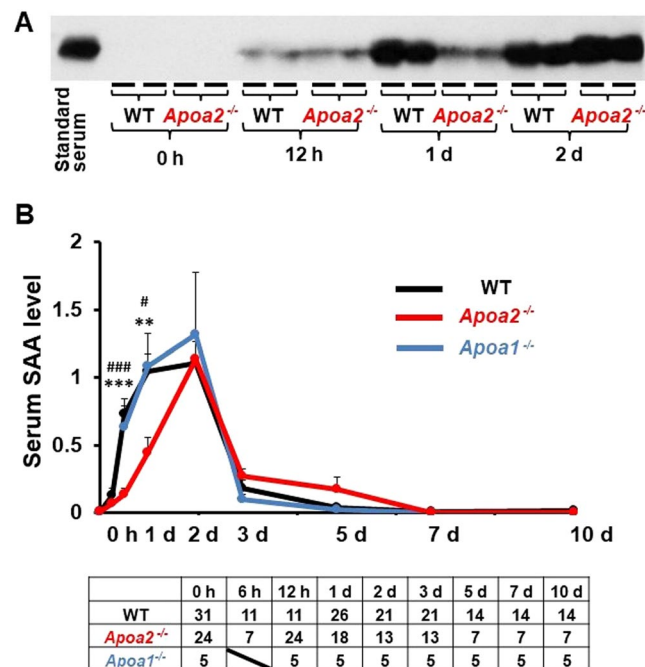 A
Standard serum
WT Apoa2-/- WT Apoa2-/- WT Apoa2-/- WT Apoa2-/-
0 h 12 h 1 d 2 d
B
Serum SAA level
2
1.5
1
0.5
0
#
**
###
***
WT
Apoa2-/-
Apoa1-/-
0 h 1 d 2 d 3 d 5 d 7 d 10 d
0 h 6 h 12 h 1 d 2 d 3 d 5 d 7 d 10 d
WT 31 11 11 26 21 21 14 14 14
Apoa2-/- 24 7 24 18 13 13 7 7 7
Apoa1-/- 5 5 5 5 5 5 5 5